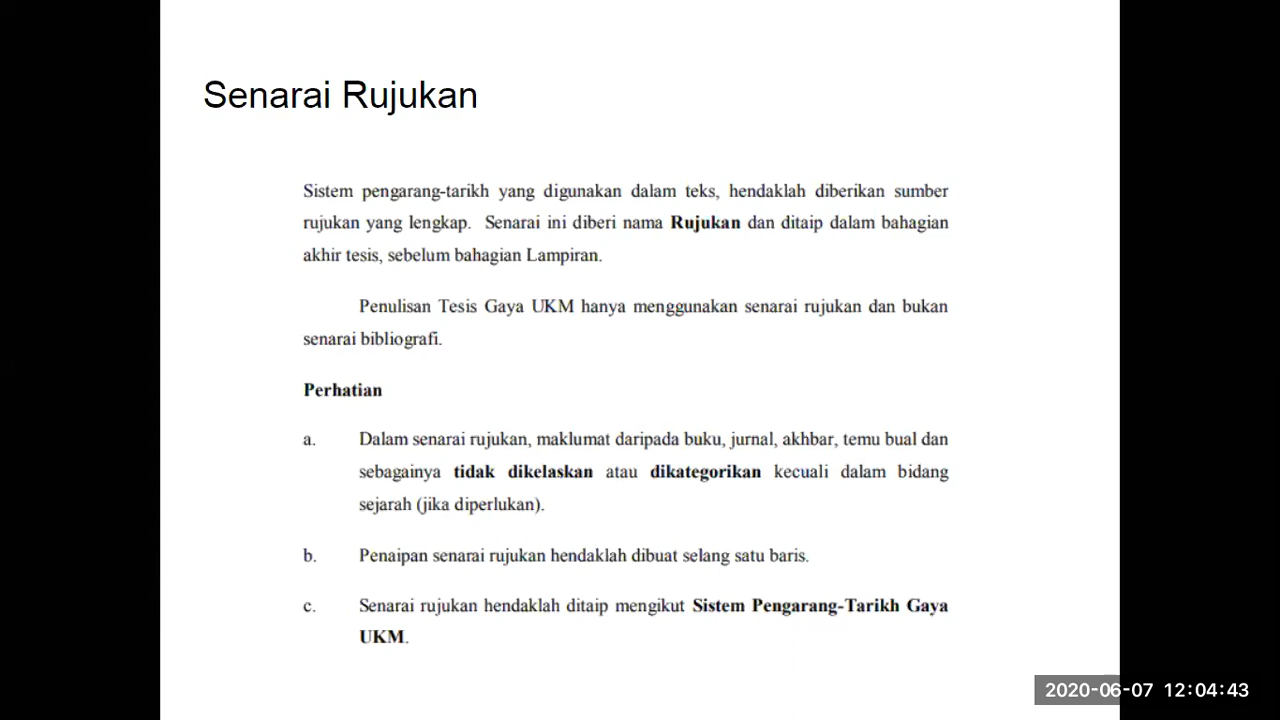 Senarai Rujukan
Sistem pengarang-tarikh yang digunakan dalam teks, hendaklah diberikan sumber
rujukan yang lengkap. Senarai ini diberi nama Rujukan dan ditaip dalam bahagian
akhir tesis, sebelum bahagian Lampiran.
Penulisan Tesis Gaya UKM hanya menggunakan senarai rujukan dan bukan
senarai bibliografi.
Perhatian
a. Dalam senarai rujukan, maklumat daripada buku, jurnal, akhbar, temu bual dan
sebagainya tidak dikelaskan atau dikategorikan kecuali dalam bidang
sejarah (jika diperlukan).
b. Penaipan senarai rujukan hendaklah dibuat selang satu baris.
c. Senarai rujukan hendaklah ditaip mengikut Sistem Pengarang-Tarikh Gaya
UKM.
2020-06-07 12:04:43